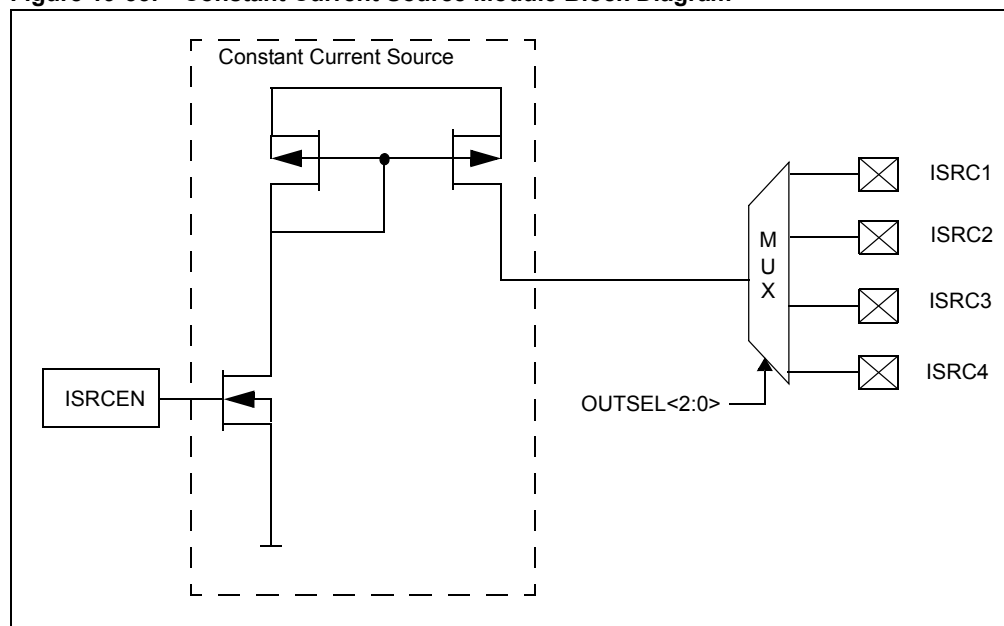 Constant Current Source
ISRC1
ISRC2
ISRC3
ISRC4
M
U
X
ISRCEN
OUTSEL<2:0>